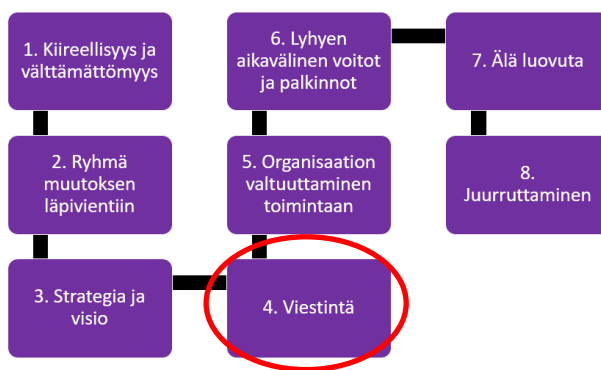 1. Kiireellisyys ja
välttämättömyys
2. Ryhmä
muutoksen
läpivientiin
3. Strategia ja
visio
4. Viestintä
5. Organisaation
valtuuttaminen
toimintaan
6. Lyhyen
aikavälinen voitot
ja palkinnot
7. Älä luovuta
8.
Juurruttaminen